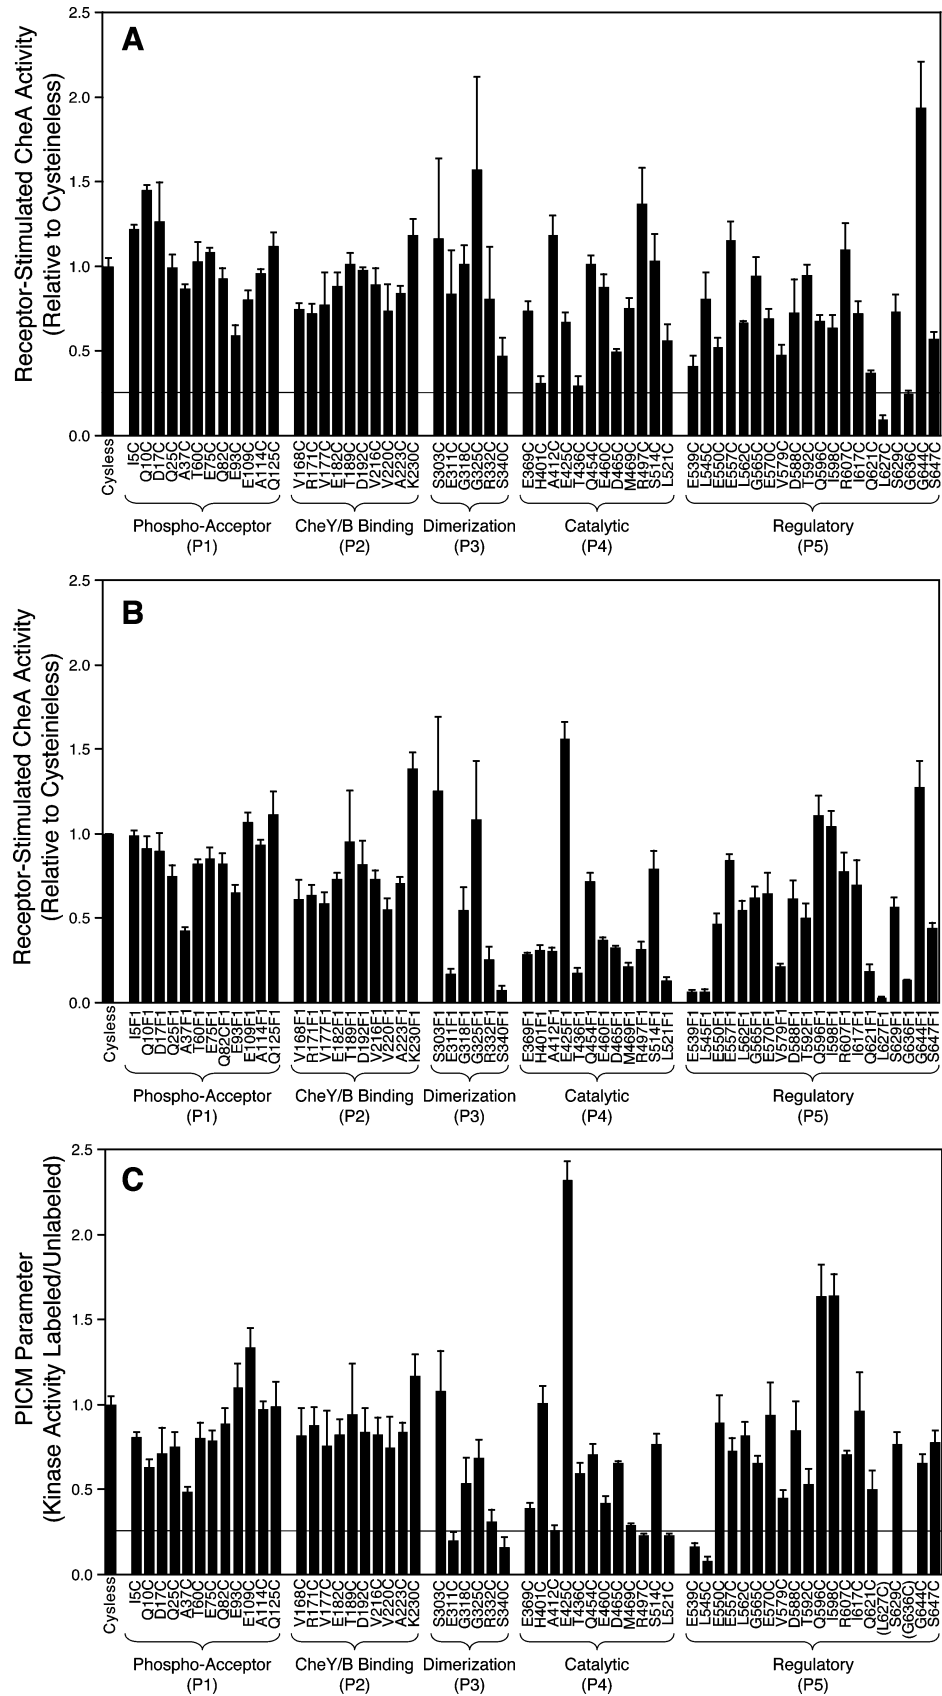 A
Receptor-Stimulated CheA Activity
(Relative to Cysteineless)
2.5
2.0
1.5
1.0
0.5
0.0
Cysless
I5C
Q10C
D17C
Q25C
A37C
T60C
E75C
Q82C
E93C
E109C
A114C
Q125C
V168C
R171C
V177C
E182C
T189C
D192C
V216C
V220C
A223C
K230C
S303C
E311C
G318C
G326C
R332C
S340C
E369C
H401C
A412C
E425C
T436C
Q454C
E460C
D465C
M469C
R497C
S514C
L521C
E539C
L545C
E550C
E557C
L562C
G565C
E570C
V579C
D588C
T592C
Q596C
I598C
R607C
I617C
Q621C
L627C
S629C
G636C
G644C
S647C
Phospho-Acceptor
(P1)
CheY/B Binding
(P2)
Dimerization
(P3)
Catalytic
(P4)
Regulatory
(P5)
B
Receptor-Stimulated CheA Activity
(Relative to Cysteinieless)
2.5
2.0
1.5
1.0
0.5
0.0
Cysless
I5F1
Q10F1
D17F1
Q25F1
A37F1
T60F1
E75F1
Q82CF1
E93F1
E109F1
A114F1
Q125F1
V168F1
R171F1
V177F1
E182F1
T189F1
D192F1
V216F1
V220F1
A223F1
K230F1
S303F1
E311F1
G318F1
G326F1
R332F1
S340F1
E369F1
H401F1
A412F1
E425F1
T436F1
Q454F1
E460F1
D465F1
M469F1
R497F1
S514F1
L521F1
E539F1
L545F1
E550F1
E557F1
L562F1
G565F1
E570F1
V579F1
D588F1
T592F1
Q596F1
I598F1
R607F1
I617F1
Q621F1
L627F1
S629F1
G636F1
G644F1
S647F1
Phospho-Acceptor
(P1)
CheY/B Binding
(P2)
Dimerization
(P3)
Catalytic
(P4)
Regulatory
(P5)
C
PICM Parameter
(Kinase Activity Labeled/Unlabeled)
2.5
2.0
1.5
1.0
0.5
0.0
Cysless
I5C
Q10C
D17C
Q25C
A37C
T60C
E75C
Q82C
E93C
E109C
A114C
Q125C
V168C
R171C
V177C
E182C
T189C
D192C
V216C
V220C
A223C
K230C
S303C
E311C
G318C
G326C
R332C
S340C
E369C
H401C
A412C
E425C
T436C
Q454C
E460C
D465C
M469C
R497C
S514C
L521C
E539C
L545C
E550C
E557C
L562C
G565C
E570C
V579C
D588C
T592C
Q596C
I598C
R607C
I617C
Q621C
(L627C)
S629C
(G636C)
G644C
S647C
Phospho-Acceptor
(P1)
CheY/B Binding
(P2)
Dimerization
(P3)
Catalytic
(P4)
Regulatory
(P5)